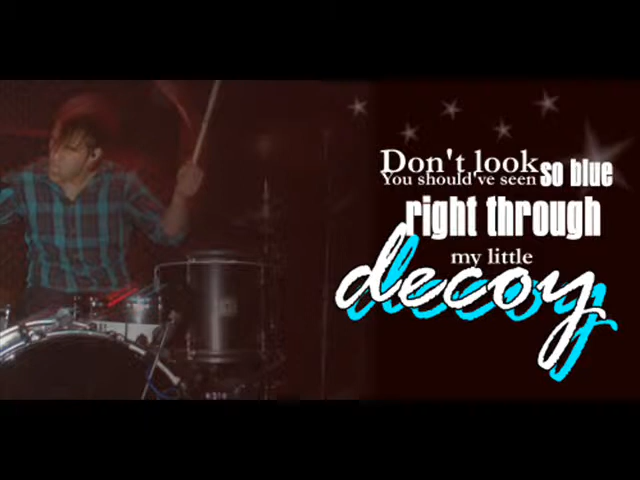 Don't look so blue
You should've seen
right through
my little
decoy